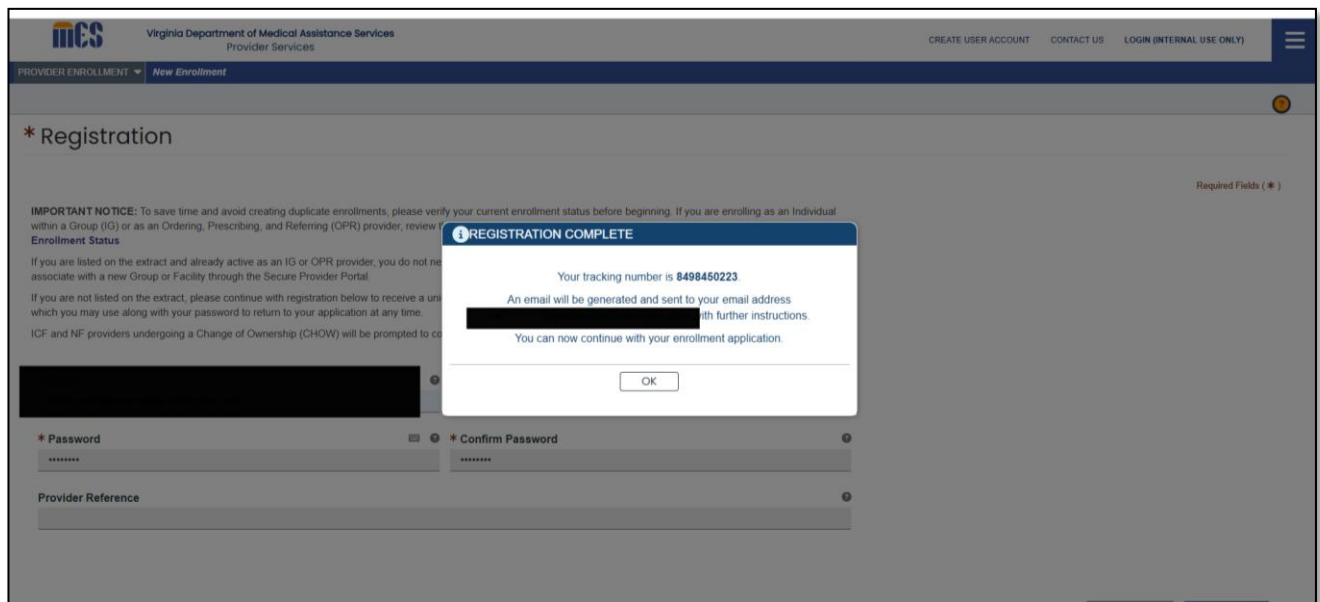 mes
Virginia Department of Medical Assistance Services
Provider Services
CREATE USER ACCOUNT CONTACT US LOGIN (INTERNAL USE ONLY)
PROVIDER ENROLLMENT New Enrollment
* Registration
Required Fields ( * )
IMPORTANT NOTICE: To save time and avoid creating duplicate enrollments, please verify your current enrollment status before beginning. If you are enrolling as an Individual
within a Group (IG) or as an Ordering, Prescribing, and Referring (OPR) provider, review
Enrollment Status
If you are listed on the extract and already active as an IG or OPR provider, you do not
associate with a new Group or Facility through the Secure Provider Portal.
If you are not listed on the extract, please continue with registration below to receive a
which you may use along with your password to return to your application at any time.
ICF and NF providers undergoing a Change of Ownership (CHOW) will be prompted to
REGISTRATION COMPLETE
Your tracking number is 8498450223.
An email will be generated and sent to your email address
with further instructions.
You can now continue with your enrollment application.
OK
* Password
* Confirm Password
Provider Reference